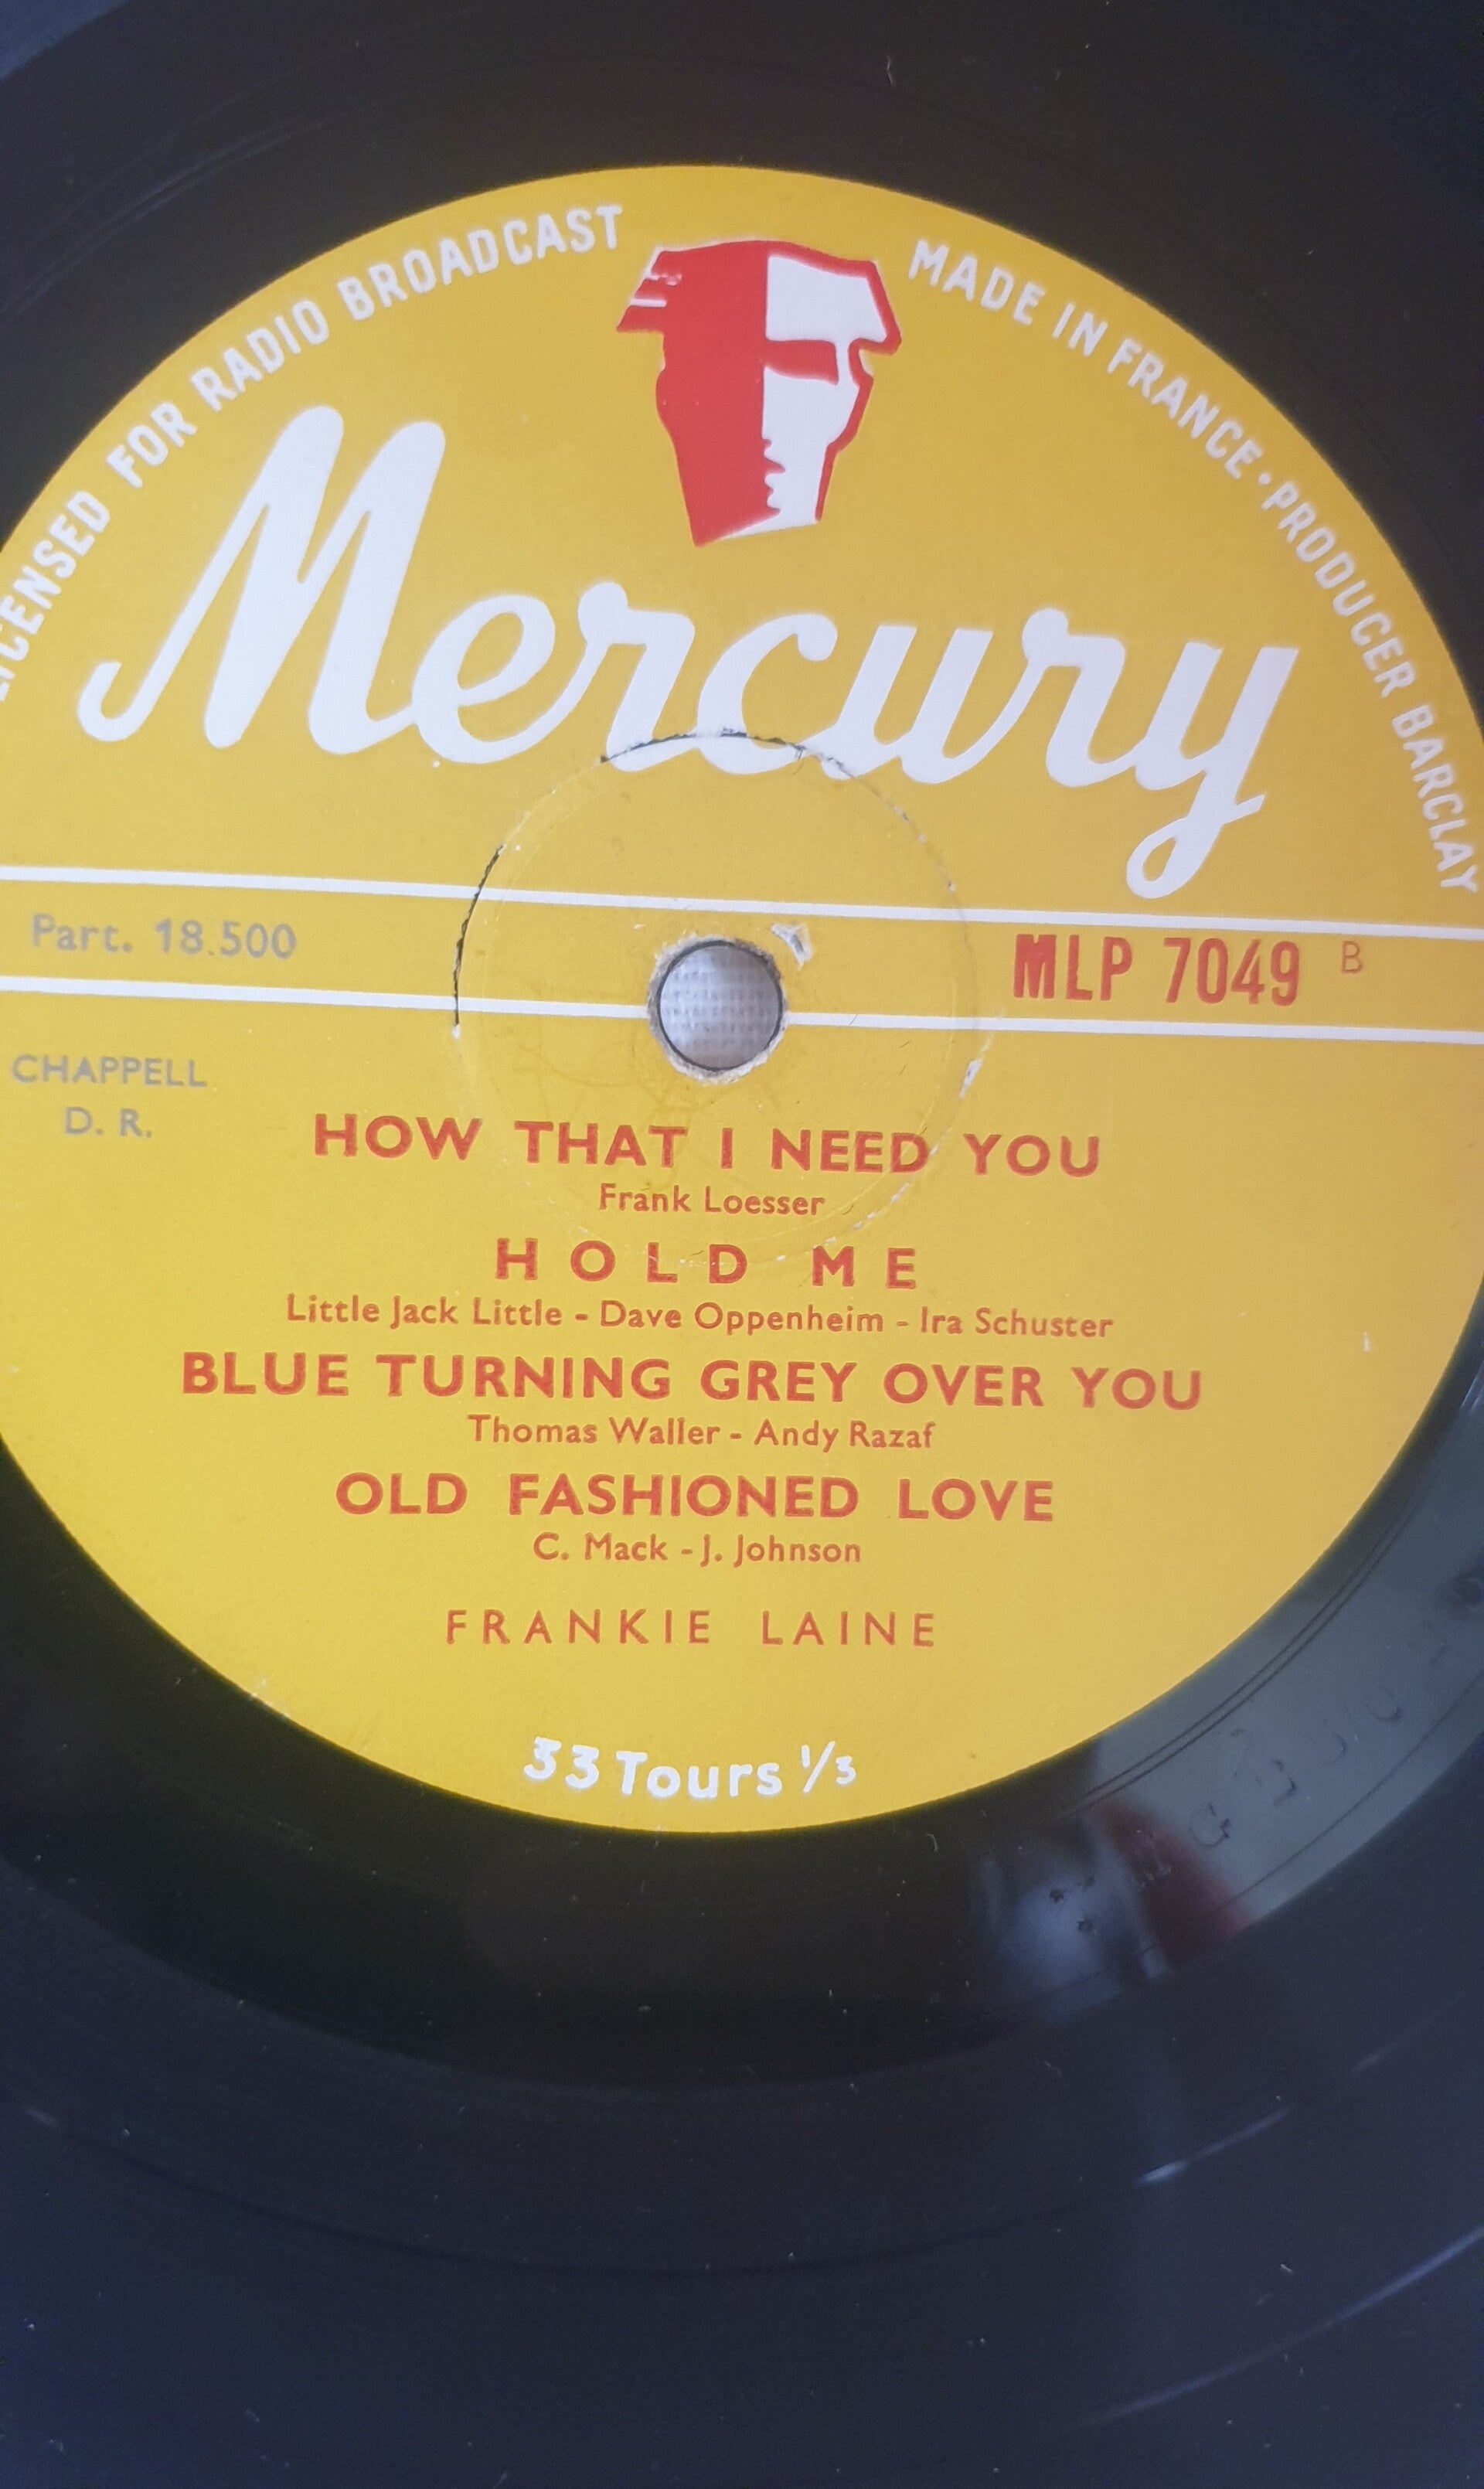 LICENSED FOR RADIO BROADCAST
MADE IN FRANCE • PRODUCER BARCLAY
Mercury
Part. 18.500
MLP 7049 B
CHAPPELL
D. R.
HOW THAT I NEED YOU
Frank Loesser
HOLD ME
Little Jack Little - Dave Oppenheim - Ira Schuster
BLUE TURNING GREY OVER YOU
Thomas Waller - Andy Razaf
OLD FASHIONED LOVE
C. Mack - J. Johnson
FRANKIE LAINE
33 Tours 1/3